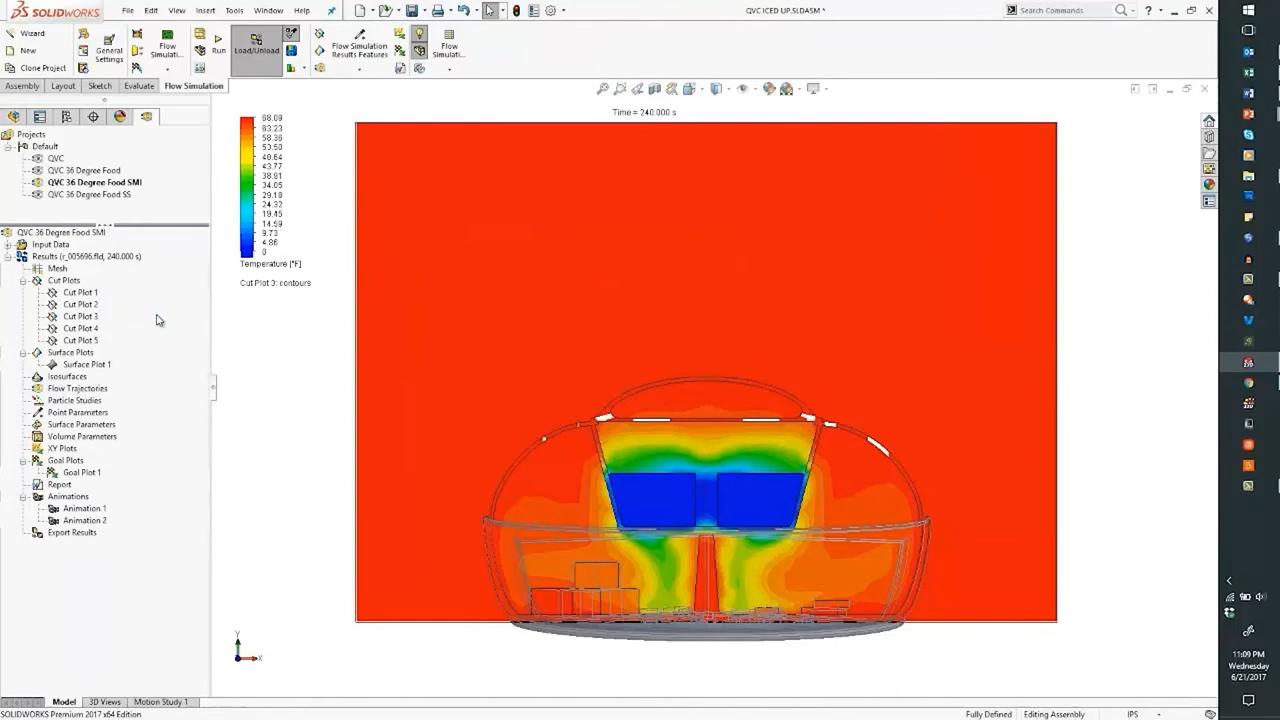 SOLIDWORKS
File Edit View Insert Tools Window Help
QVC ICED UP.SLDASM *
Search Commands
Wizard
New
Clone Project
General Settings
Flow Simulati...
Run
Load/Unload
Flow Simulation Results Features
Flow Simulati...
Assembly Layout Sketch Evaluate Flow Simulation
Projects
Default
QVC
QVC 36 Degree Food
QVC 36 Degree Food SMI
QVC 36 Degree Food SS
QVC 36 Degree Food SMI
Input Data
Results (r_005696.fld, 240.000 s)
Mesh
Cut Plots
Cut Plot 1
Cut Plot 2
Cut Plot 3
Cut Plot 4
Cut Plot 5
Surface Plots
Surface Plot 1
Isosurfaces
Flow Trajectories
Particle Studies
Point Parameters
Surface Parameters
Volume Parameters
XY Plots
Goal Plots
Goal Plot 1
Report
Animations
Animation 1
Animation 2
Export Results
Time = 240.000 s
68.09
63.23
58.36
53.50
48.64
43.77
38.91
34.05
29.18
24.32
19.45
14.59
9.73
4.86
0
Temperature [°F]
Cut Plot 3: contours
Y
X
Model 3D Views Motion Study 1
SOLIDWORKS Premium 2017 x64 Edition
Fully Defined Editing Assembly IPS
11:09 PM
Wednesday
6/21/2017